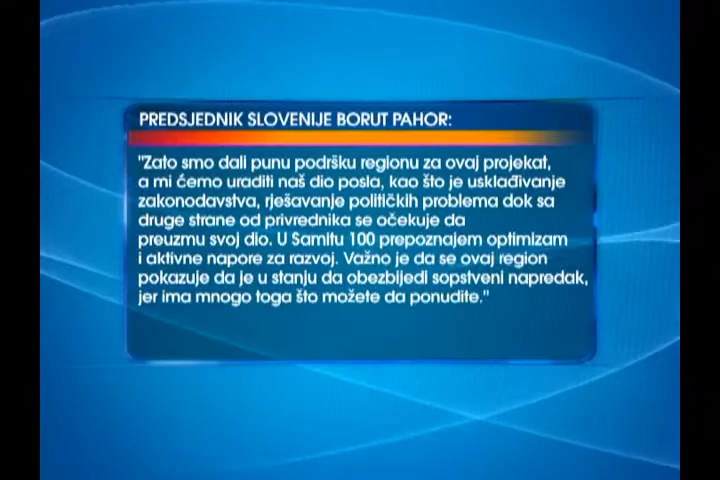 PREDSJEDNIK SLOVENIJE BORUT PAHOR:
"Zato smo dali punu podršku regionu za ovaj projekat,
a mi ćemo uraditi naš dio posla, kao što je usklađivanje
zakonodavstva, rješavanje političkih problema dok sa
druge strane od privrednika se očekuje da
preuzmu svoj dio. U Samitu 100 prepoznajem optimizam
i aktivne napore za razvoj. Važno je da se ovaj region
pokazuje da je u stanju da obezbijedi sopstveni napredak,
jer ima mnogo toga što možete da ponudite."